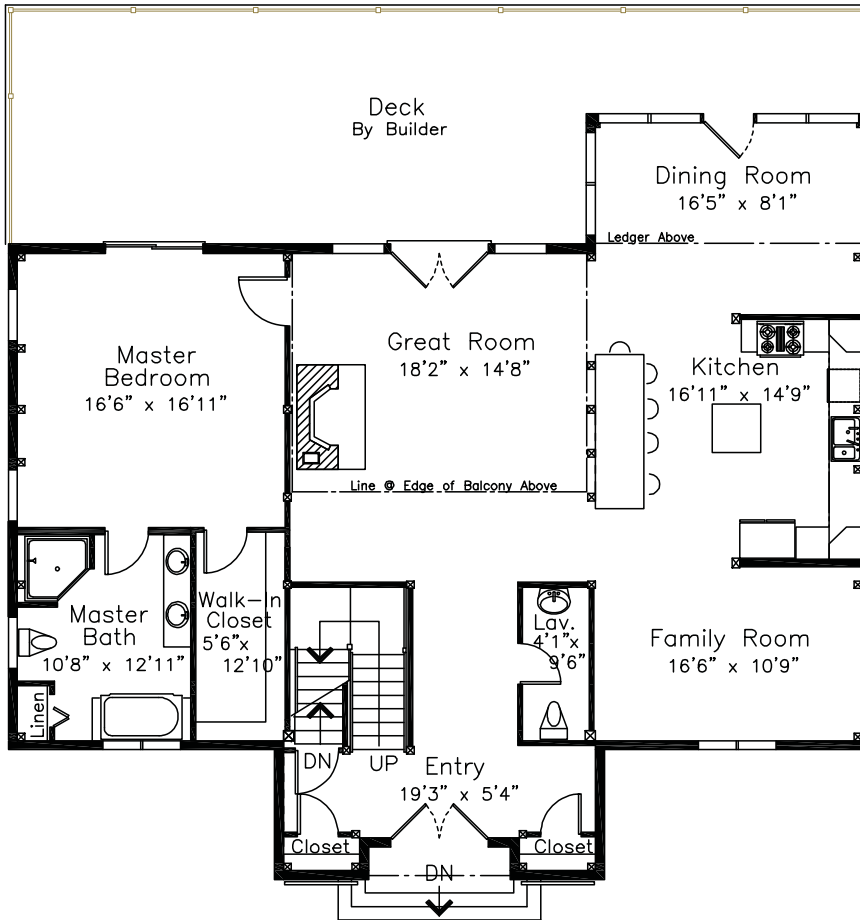 Deck
By Builder
Dining Room
16'5" x 8'1"
Ledger Above
Master
Bedroom
16'6" x 16'11"
Great Room
18'2" x 14'8"
Kitchen
16'11" x 14'9"
Line @ Edge of Balcony Above
Master
Bath
10'8" x 12'11"
Linen
Walk-In
Closet
5'6"x
12'10"
Lav.
4'1"x
9'6"
Family Room
16'6" x 10'9"
DN
UP
Entry
19'3" x 5'4"
Closet
Closet
DN